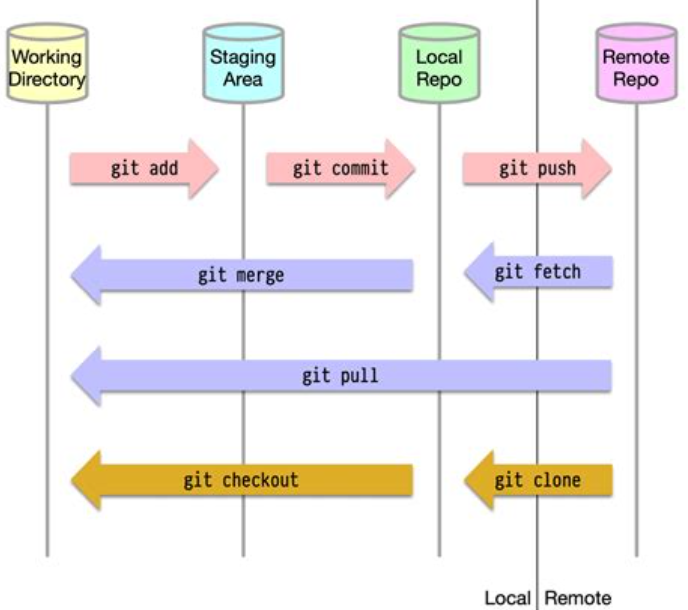 Working
Directory
Staging
Area
Local
Repo
Remote
Repo
git add
git commit
git push
git merge
git fetch
git pull
git checkout
git clone
Local
Remote